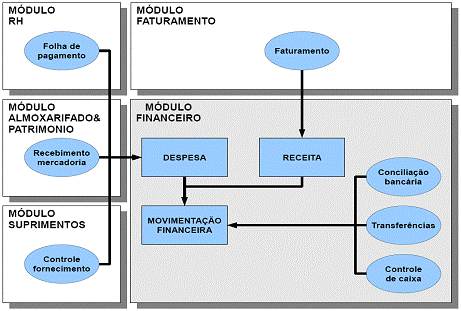 MÓDULO
RH
Folha de
pagamento
MÓDULO
FATURAMENTO
Faturamento
MÓDULO
ALMOXARIFADO&
PATRIMONIO
Recebimento
mercadoria
MÓDULO
SUPRIMENTOS
Controle
fornecimento
MÓDULO
FINANCEIRO
DESPESA
RECEITA
MOVIMENTAÇÃO
FINANCEIRA
Conciliação
bancária
Transferências
Controle
de caixa